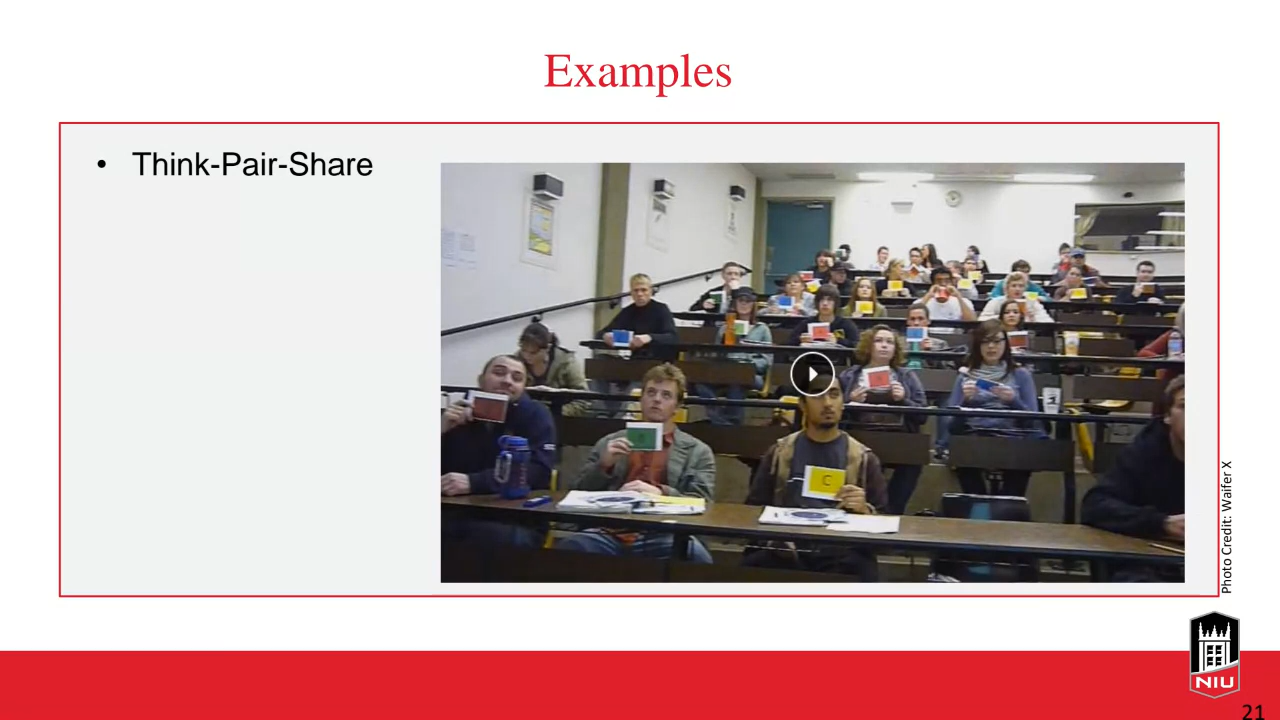 Examples
• Think-Pair-Share
C
Photo Credit: Waifer X
NIU
21